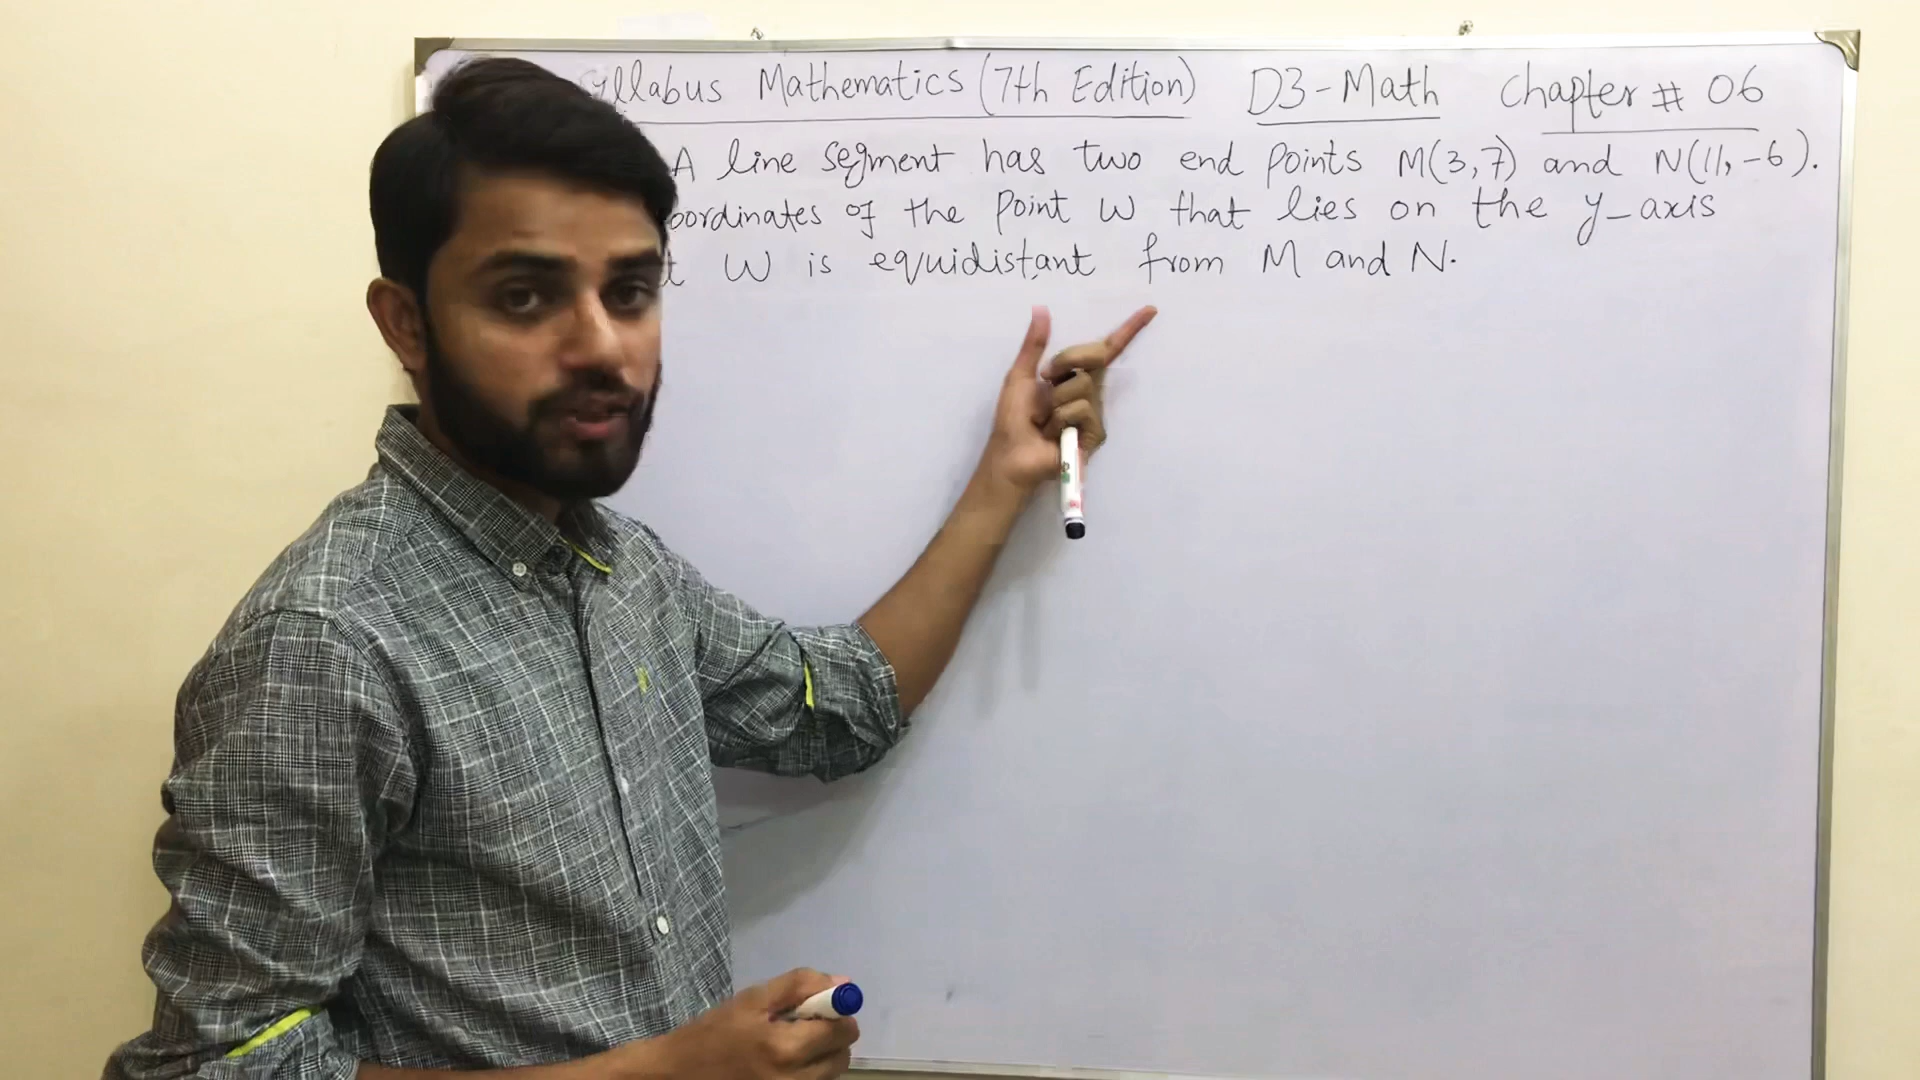 yllabus Mathematics (7th Edition) D3-Math Chapter # 06
A line segment has two end points M(3,7) and N(11,-6).
oordinates of the point W that lies on the y-axis
t W is equidistant from M and N.